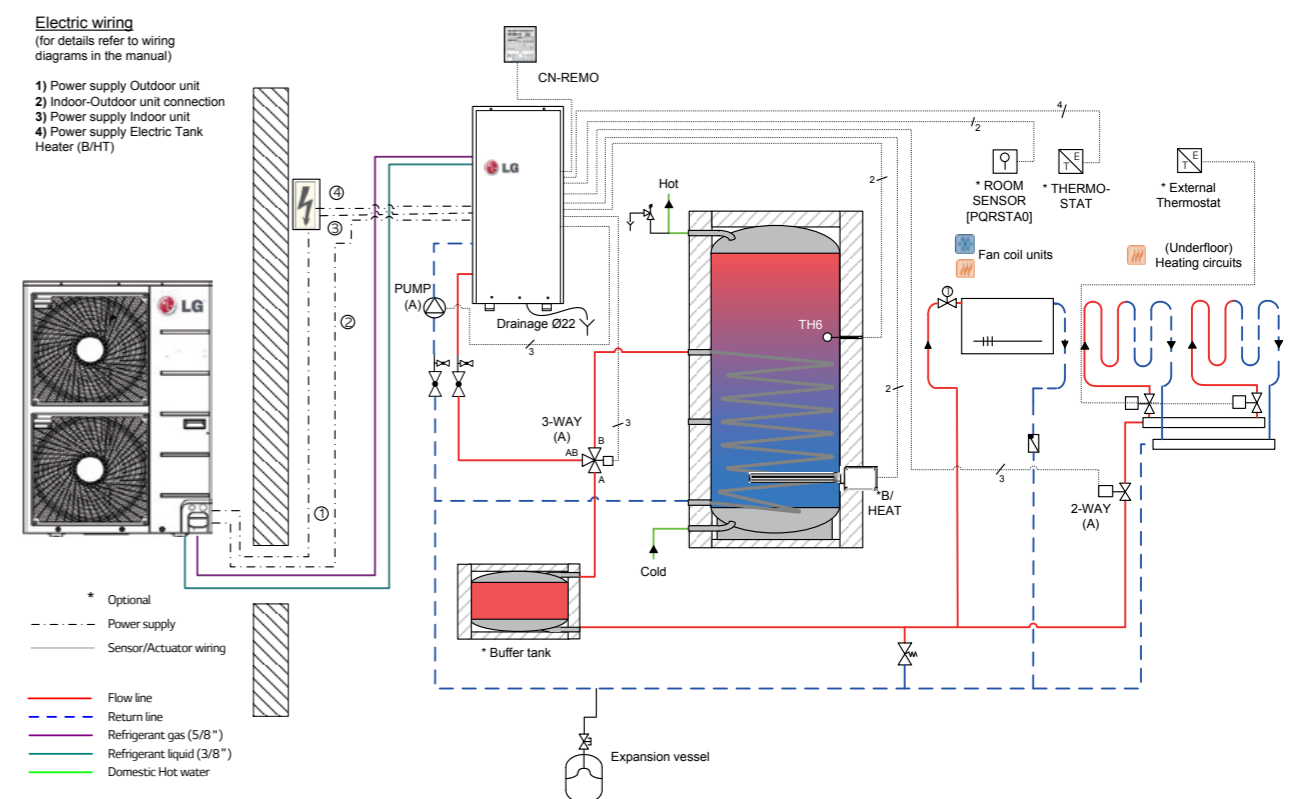 Electric wiring
(for details refer to wiring
diagrams in the manual)
1) Power supply Outdoor unit
2) Indoor-Outdoor unit connection
3) Power supply Indoor unit
4) Power supply Electric Tank
Heater (B/HT)
CN-REMO
LG
4
2
E
T
E
T
* ROOM
SENSOR
[PQRSTA0]
* THERMO-
STAT
* External
Thermostat
Fan coil units
(Underfloor)
Heating circuits
④
③
②
①
LG
PUMP
(A)
Drainage Ø22
3
Hot
2
TH6
2
3-WAY
(A)
3
B
AB
A
*B/
HEAT
3
2-WAY
(A)
Cold
* Buffer tank
Expansion vessel
* Optional
Power supply
Sensor/Actuator wiring
Flow line
Return line
Refrigerant gas (5/8")
Refrigerant liquid (3/8")
Domestic Hot water